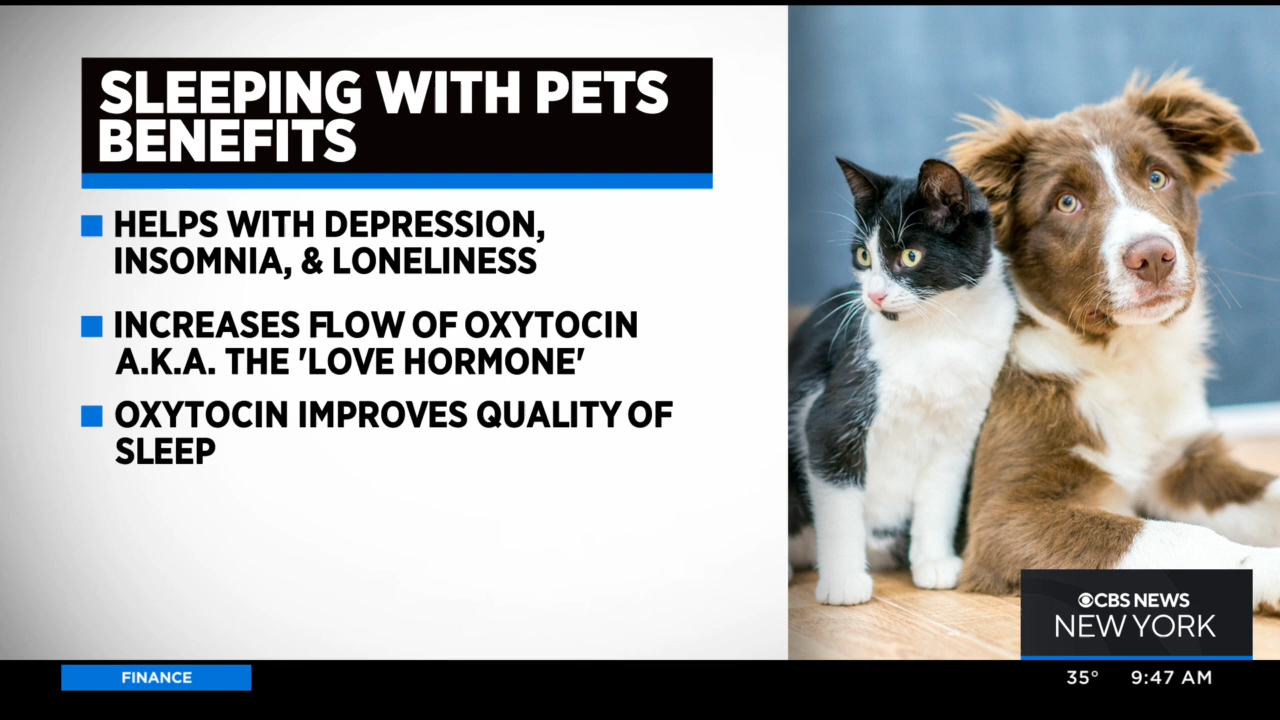 SLEEPING WITH PETS
BENEFITS
HELPS WITH DEPRESSION,
INSOMNIA, & LONELINESS
INCREASES FLOW OF OXYTOCIN
A.K.A. THE 'LOVE HORMONE'
OXYTOCIN IMPROVES QUALITY OF
SLEEP
CBS NEWS
NEW YORK
FINANCE
35° 9:47 AM